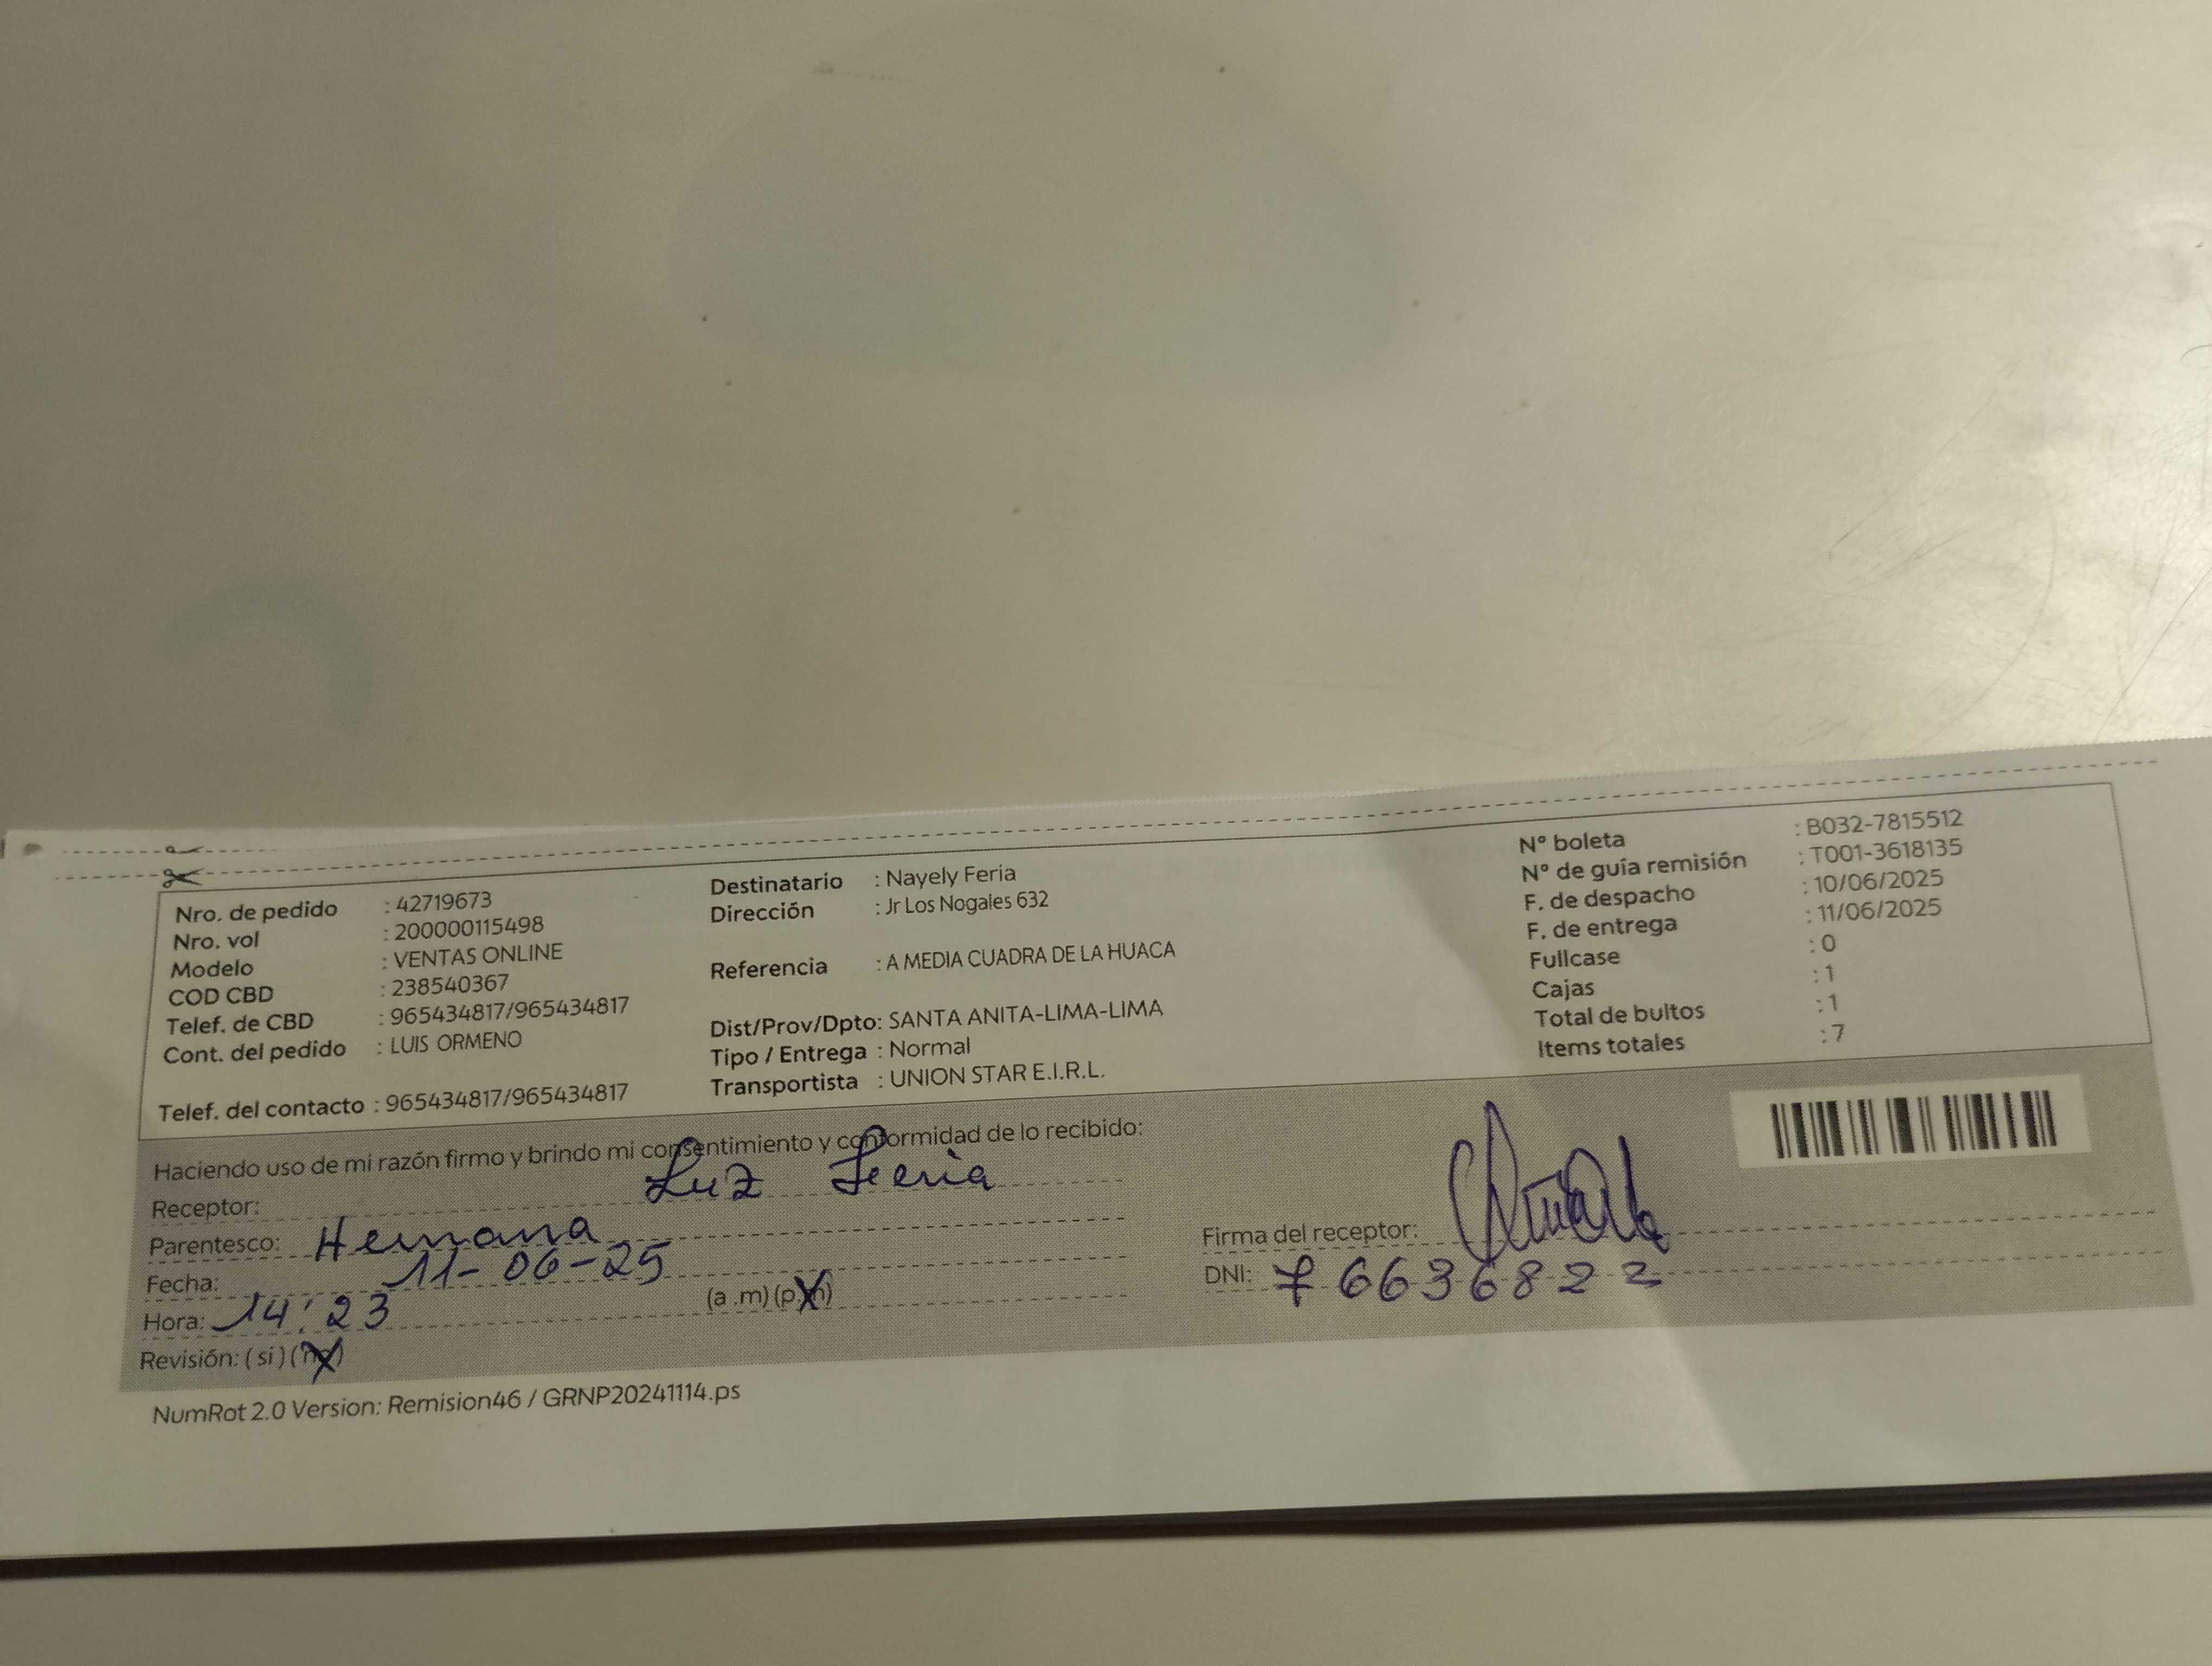 Nro. de pedido : 42719673
Nro. vol : 200000115498
Modelo : VENTAS ONLINE
COD CBD : 238540367
Telef. de CBD : 965434817/965434817
Cont. del pedido : LUIS ORMENO
Telef. del contacto : 965434817/965434817
Destinatario : Nayely Feria
Dirección : Jr Los Nogales 632
Referencia : A MEDIA CUADRA DE LA HUACA
Dist/Prov/Dpto: SANTA ANITA-LIMA-LIMA
Tipo / Entrega : Normal
Transportista : UNION STAR E.I.R.L.
N° boleta : B032-7815512
N° de guía remisión : T001-3618135
F. de despacho : 10/06/2025
F. de entrega : 11/06/2025
Fullcase : 0
Cajas : 1
Total de bultos : 1
Items totales : 7
Haciendo uso de mi razón firmo y brindo mi consentimiento y conformidad de lo recibido:
Receptor: Luz Feria
Parentesco: Hermana
Fecha: 11-06-25
Hora: 14:23 (a .m) (p.m)
Revisión: ( si ) ( no )
Firma del receptor:
DNI: 76636822
NumRot 2.0 Version: Remision46 / GRNP20241114.ps